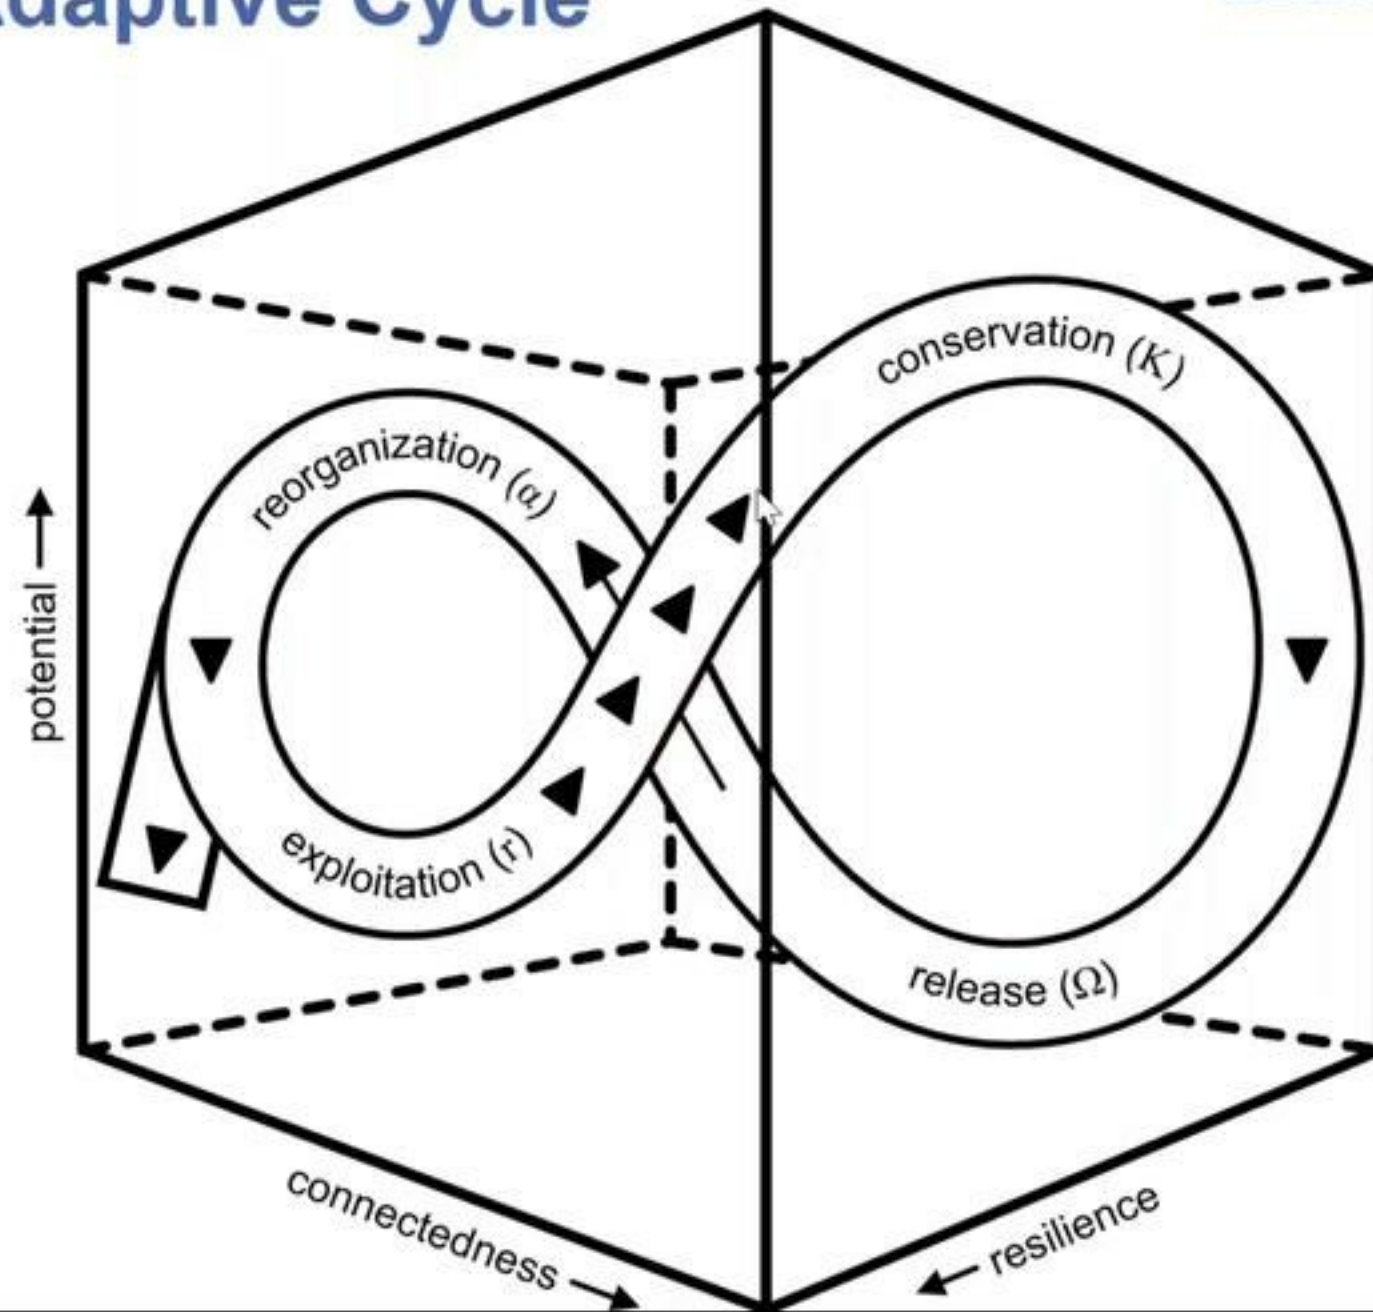 Adaptive Cycle
conservation (K)
reorganization (α)
potential
exploitation (r)
release (Ω)
connectedness
resilience